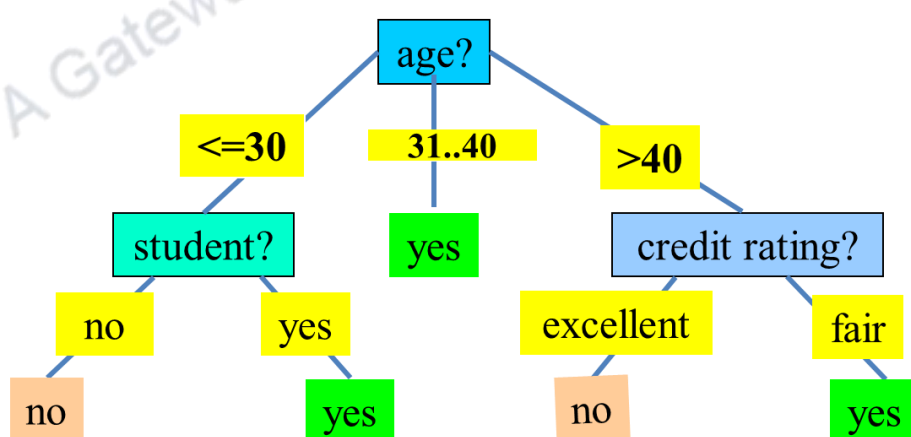 A Gatew
age?
<=30
31..40
>40
student?
yes
credit rating?
no
yes
excellent
fair
no
yes
no
yes